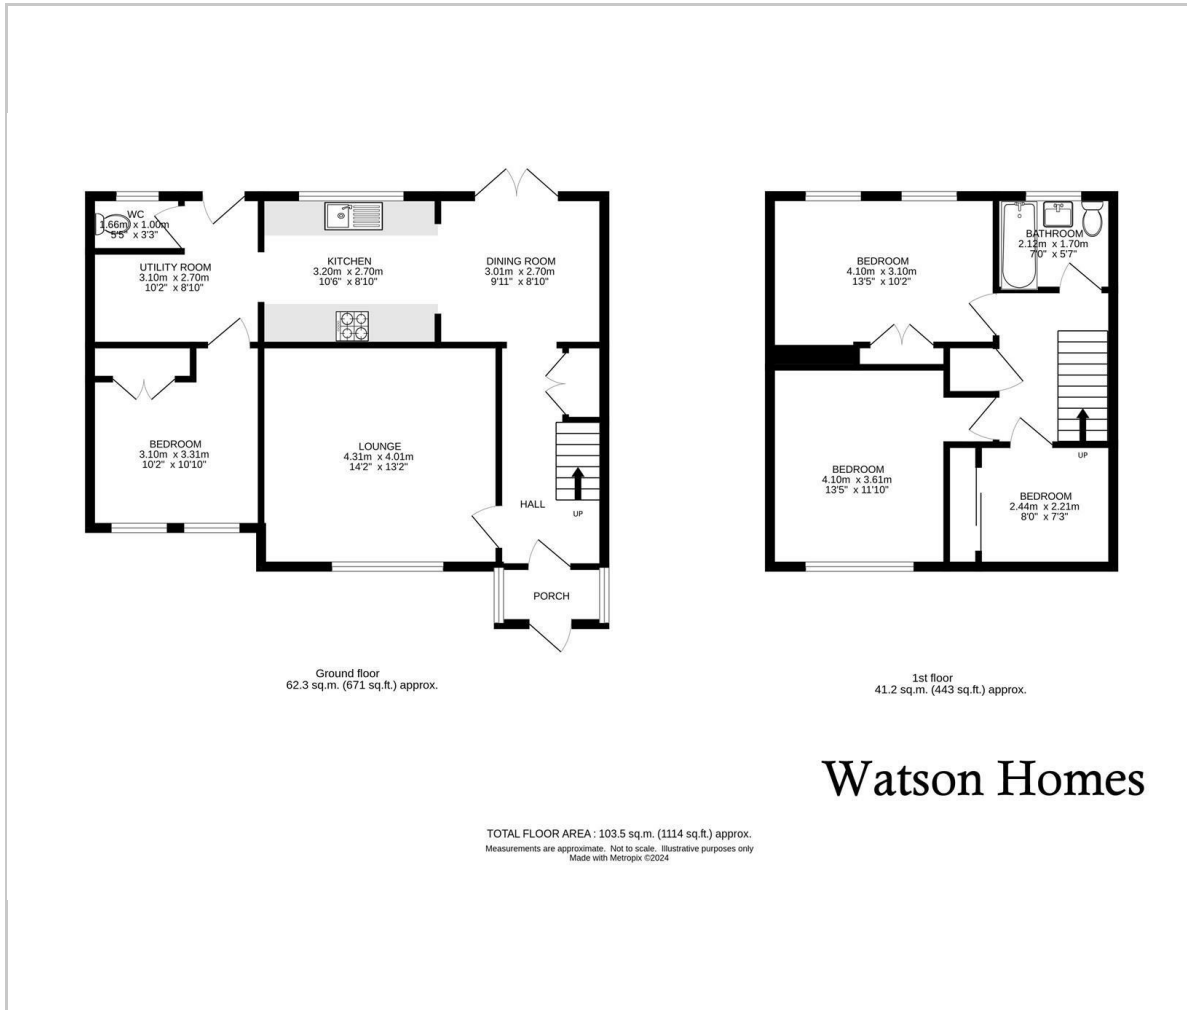 WC
1.66m x 1.00m
5'5" x 3'3"
UTILITY ROOM
3.10m x 2.70m
10'2" x 8'10"
KITCHEN
3.20m x 2.70m
10'6" x 8'10"
DINING ROOM
3.01m x 2.70m
9'11" x 8'10"
BEDROOM
3.10m x 3.31m
10'2" x 10'10"
LOUNGE
4.31m x 4.01m
14'2" x 13'2"
HALL
UP
PORCH
Ground floor
62.3 sq.m. (671 sq.ft.) approx.
BEDROOM
4.10m x 3.10m
13'5" x 10'2"
BATHROOM
2.12m x 1.70m
7'0" x 5'7"
BEDROOM
4.10m x 3.61m
13'5" x 11'10"
UP
BEDROOM
2.44m x 2.21m
8'0" x 7'3"
1st floor
41.2 sq.m. (443 sq.ft.) approx.
Watson Homes
TOTAL FLOOR AREA : 103.5 sq.m. (1114 sq.ft.) approx.
Measurements are approximate. Not to scale. Illustrative purposes only
Made with Metropix ©2024